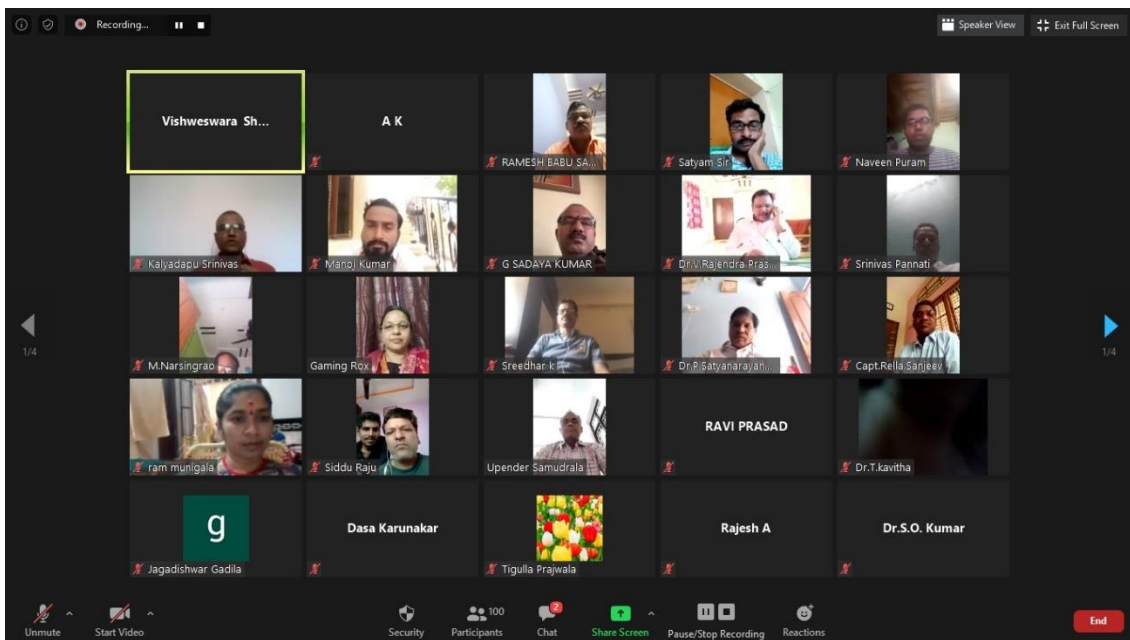 Recording...
Speaker View
Exit Full Screen
Vishweswara Sh...
A K
RAMESH BABU SA...
Satyam Sir
Naveen Puram
Kalyadapu Srinivas
Manoj Kumar
G SADAYA KUMAR
Dr.V.Rajendra Pras...
Srinivas Pannati
1/4
M.Narsingrao
Gaming Rox
Sreedhar k
Dr.P.Satyanarayan...
Capt.Rella Sanjeev
1/4
ram munigala
Siddu Raju
Upender Samudrala
RAVI PRASAD
Dr.T.kavitha
g
Jagadishwar Gadila
Dasa Karunakar
Tigulla Prajwala
Rajesh A
Dr.S.O. Kumar
Unmute
Start Video
Security
100
Participants
2
Chat
Share Screen
Pause/Stop Recording
Reactions
End